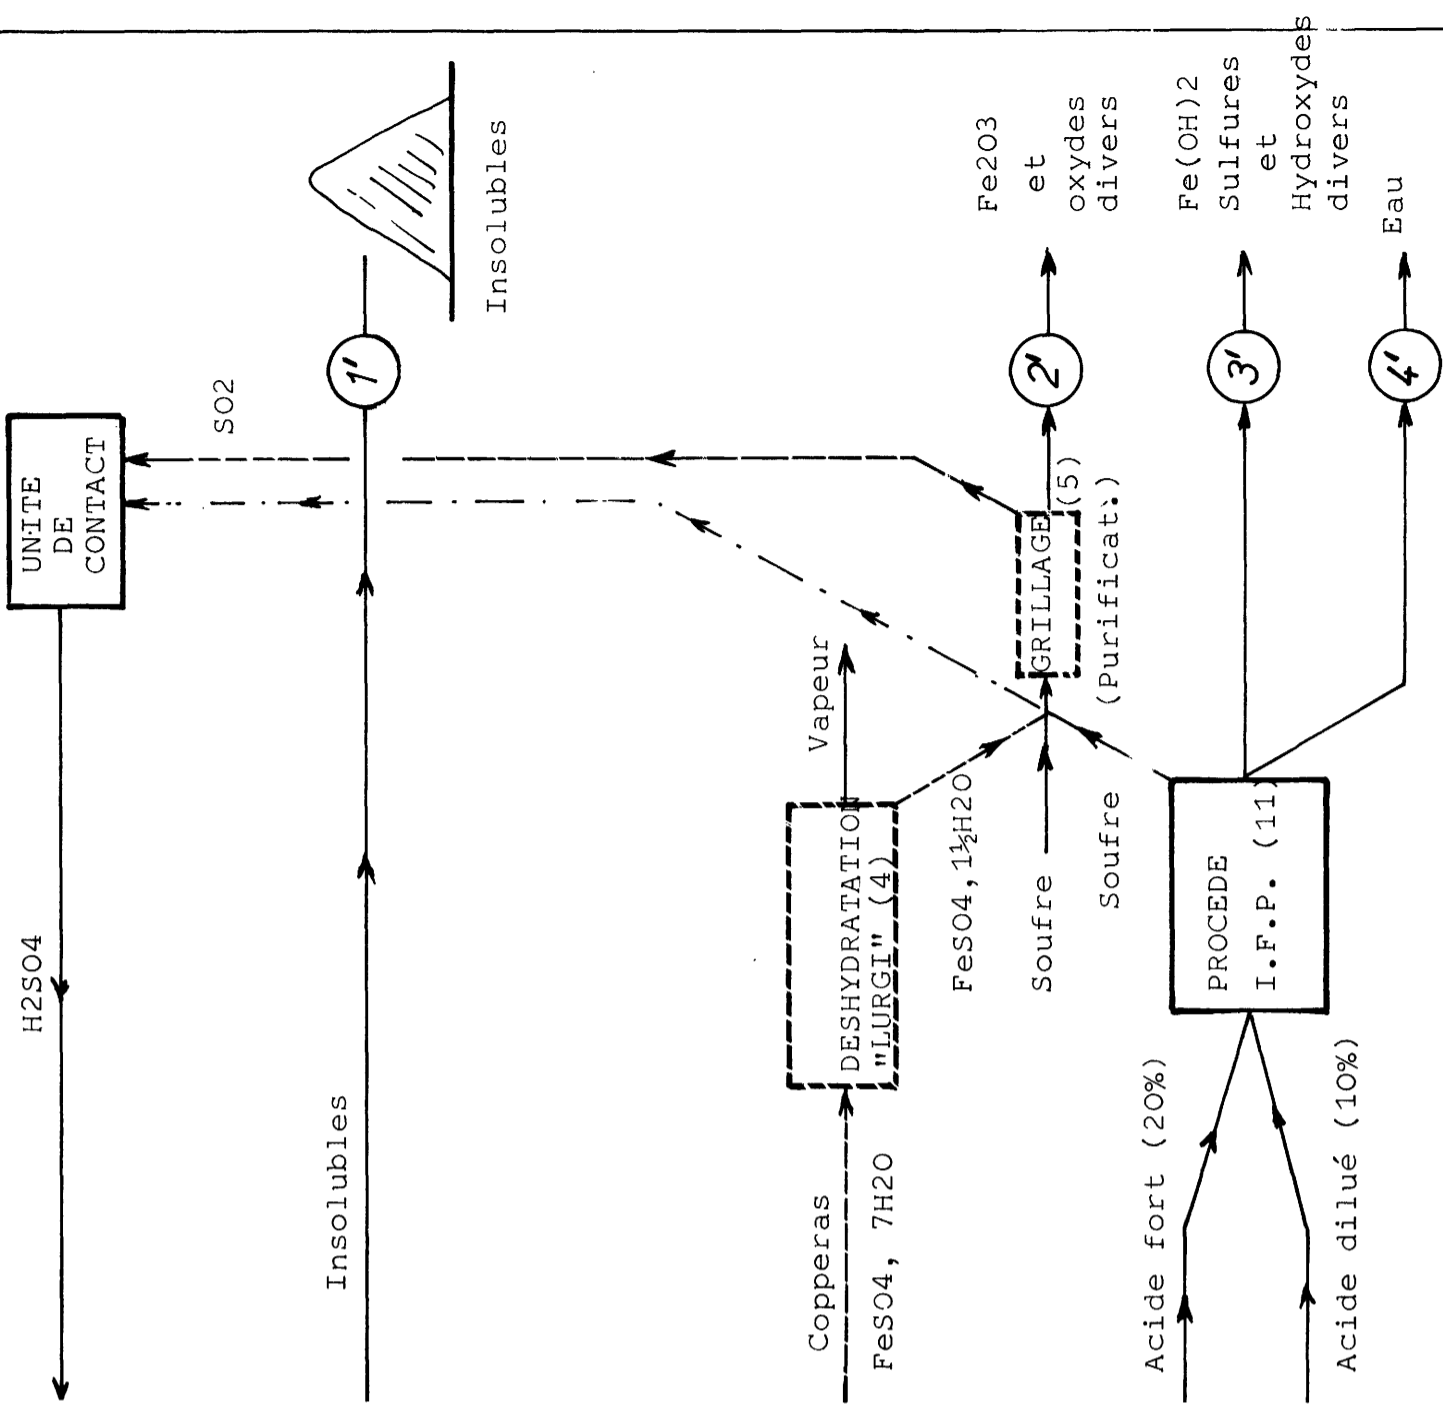 H2SO4
UNITE
DE
CONTACT
SO2
Insolubles
1'
Insolubles
Copperas
FeSO4, 7H2O
DESHYDRATATION
"LURGI" (4)
Vapeur
FeSO4,1½H2O
Soufre
Soufre
GRILLAGE
(5)
(Purificat.)
2'
Fe2O3
et
oxydes
divers
Acide fort (20%)
Acide dilué (10%)
PROCEDE
I.F.P. (11)
3'
Fe(OH)2
Sulfures
et
Hydroxydes
divers
4'
Eau